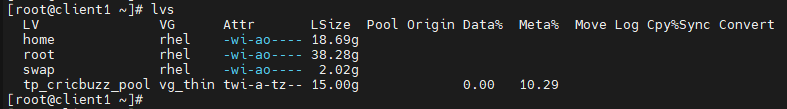 [root@client1 ~]# lvs
  LV               VG      Attr       LSize  Pool Origin Data%  Meta%  Move Log Cpy%Sync Convert
  home             rhel    -wi-ao---- 18.69g
  root             rhel    -wi-ao---- 38.28g
  swap             rhel    -wi-ao----  2.02g
  tp_cricbuzz_pool vg_thin twi-a-tz-- 15.00g             0.00   10.29
[root@client1 ~]#